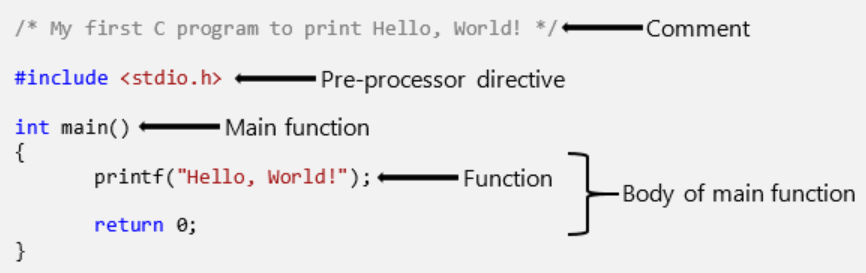 /* My first C program to print Hello, World! */ Comment
#include <stdio.h> Pre-processor directive
int main() Main function
{
printf("Hello, World!"); Function
Body of main function
return 0;
}